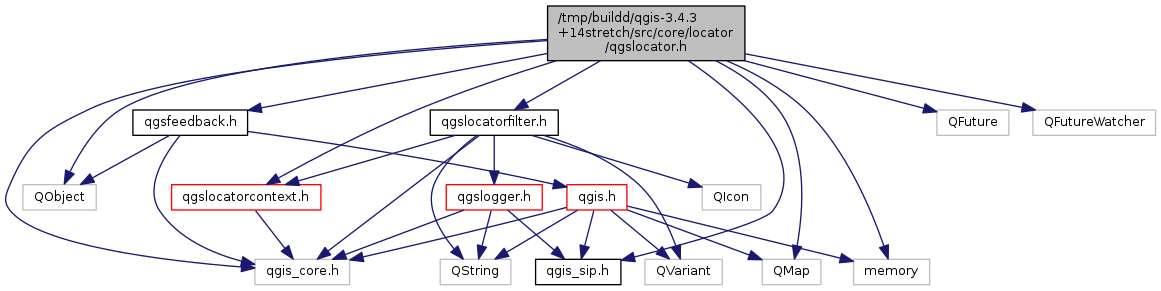 /tmp/buildd/qgis-3.4.3
+14stretch/src/core/locator
/qgslocator.h
qgsfeedback.h
qgslocatorfilter.h
QFuture
QFutureWatcher
QObject
qgslocatorcontext.h
qgslogger.h
qgis.h
QIcon
qgis_core.h
QString
qgis_sip.h
QVariant
QMap
memory